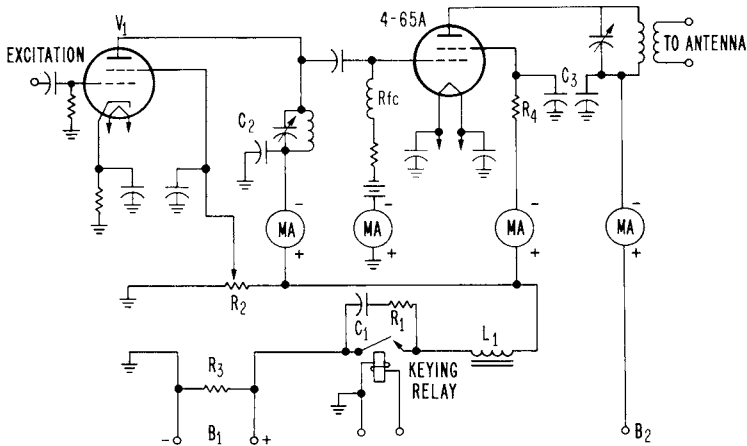 V1
4-65A
EXCITATION
TO ANTENNA
C2
Rfc
C3
R4
-
-
-
-
MA
MA
MA
MA
+
+
+
+
R2
C1
R1
L1
R3
KEYING
RELAY
- B1 +
B2